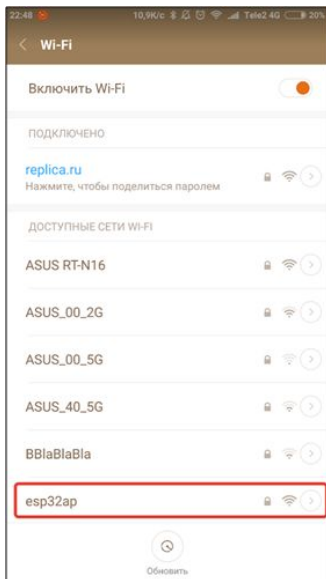 22:48 10,9K/c Tele2 4G 20%
Wi-Fi
Включить Wi-Fi
ПОДКЛЮЧЕНО
replica.ru
Нажмите, чтобы поделиться паролем
ДОСТУПНЫЕ СЕТИ WI-FI
ASUS RT-N16
ASUS_00_2G
ASUS_00_5G
ASUS_40_5G
BBlaBlaBla
esp32ap
Обновить